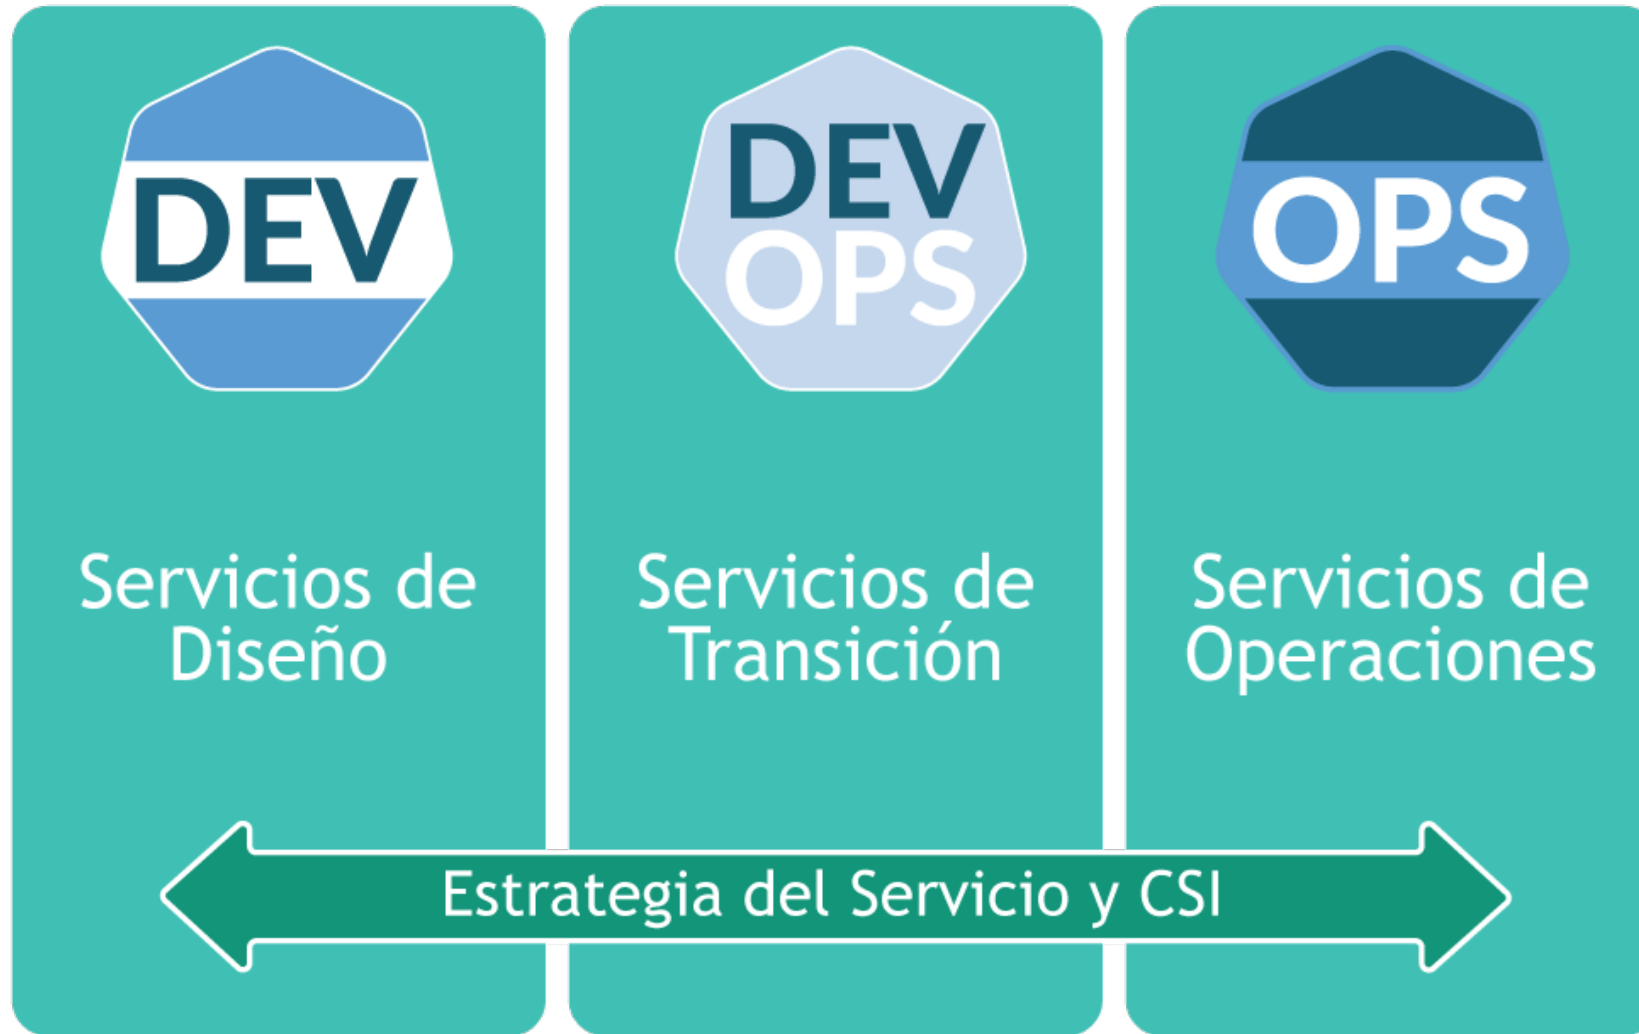 DEV
Servicios de
Diseño
DEV
OPS
Servicios de
Transición
OPS
Servicios de
Operaciones
Estrategia del Servicio y CSI